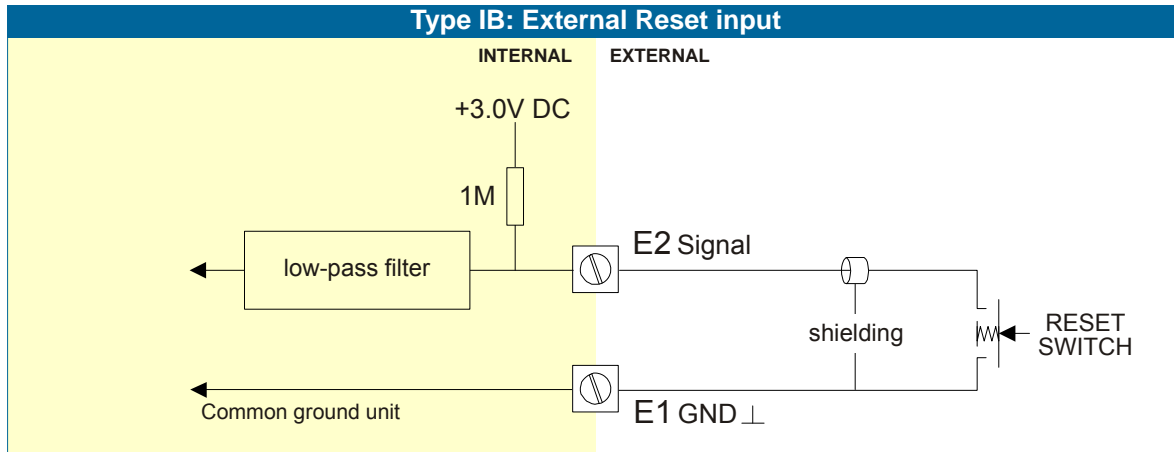 Type IB: External Reset input
INTERNAL EXTERNAL
+3.0V DC
1M
E2 Signal
low-pass filter
shielding
RESET
SWITCH
Common ground unit
E1 GND ⊥